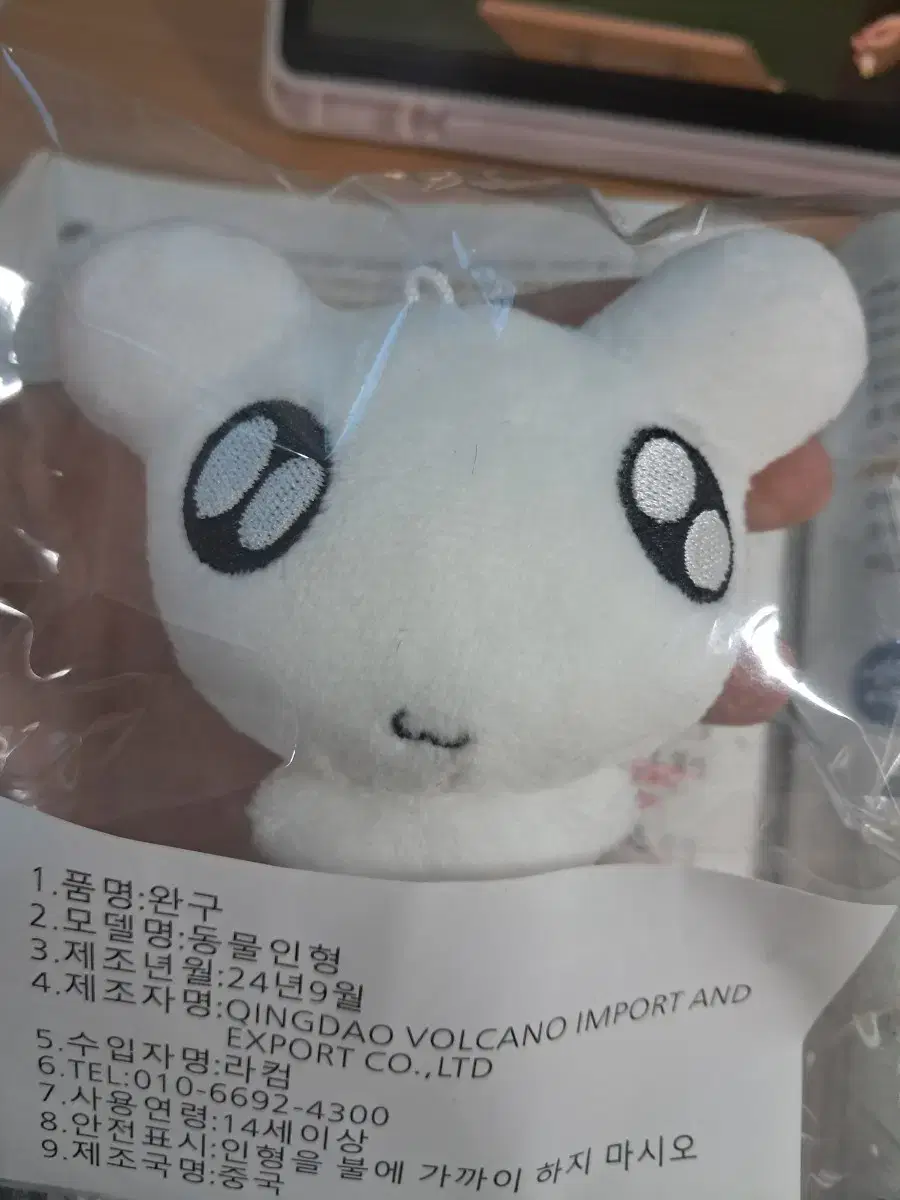 1.품명:완구
2.모델명:동물인형
3.제조년월:24년9월
4.제조자명:QINGDAO VOLCANO IMPORT AND
EXPORT CO.,LTD
5.수입자명:라컴
6.TEL:010-6692-4300
7.사용연령:14세이상
8.안전표시:인형을 불에 가까이 하지 마시오
9.제조국명:중국